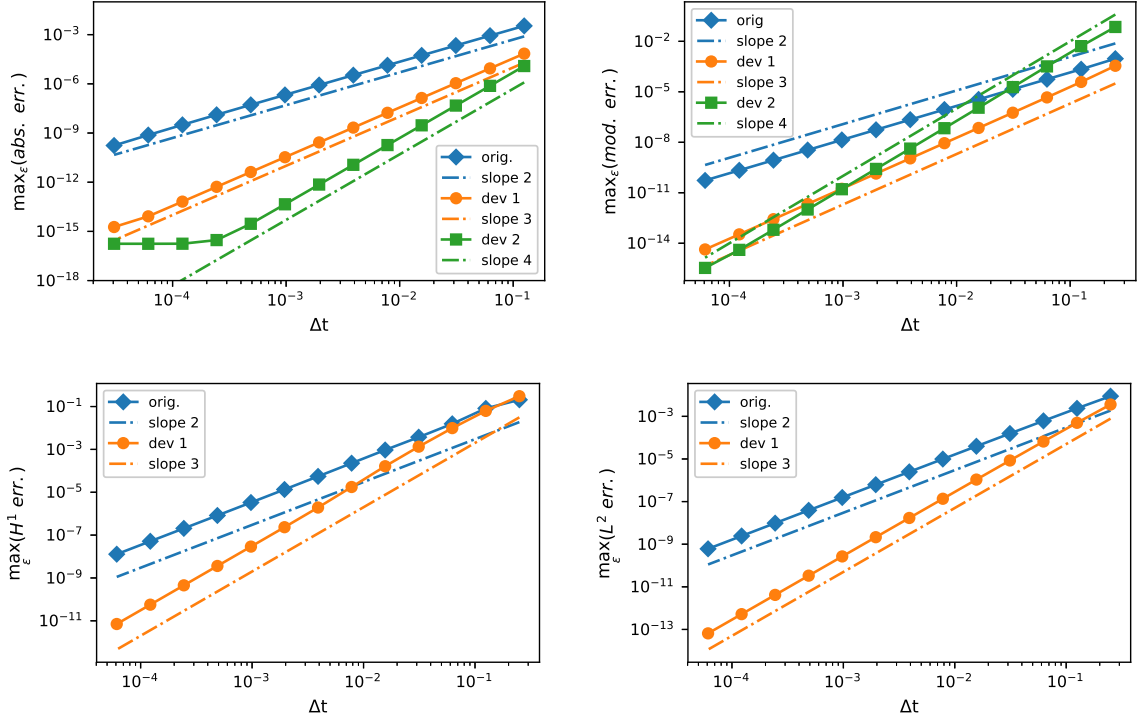 max_ε(abs. err.)
10⁻³
10⁻⁶
10⁻⁹
10⁻¹²
10⁻¹⁵
10⁻¹⁸
orig.
slope 2
dev 1
slope 3
dev 2
slope 4
10⁻⁴ 10⁻³ 10⁻² 10⁻¹
Δt
max_ε(mod. err.)
10⁻²
10⁻⁵
10⁻⁸
10⁻¹¹
10⁻¹⁴
orig
slope 2
dev 1
slope 3
dev 2
slope 4
10⁻⁴ 10⁻³ 10⁻² 10⁻¹
Δt
max_ε(H¹ err.)
10⁻¹
10⁻³
10⁻⁵
10⁻⁷
10⁻⁹
10⁻¹¹
orig.
slope 2
dev 1
slope 3
10⁻⁴ 10⁻³ 10⁻² 10⁻¹
Δt
max_ε(L² err.)
10⁻³
10⁻⁵
10⁻⁷
10⁻⁹
10⁻¹¹
10⁻¹³
orig.
slope 2
dev 1
slope 3
10⁻⁴ 10⁻³ 10⁻² 10⁻¹
Δt